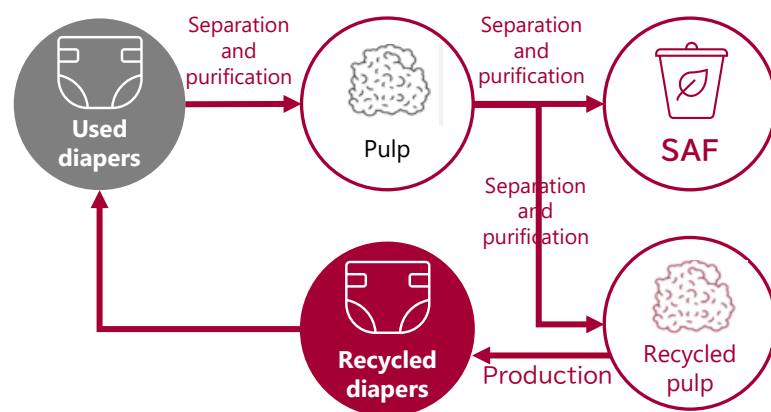 Separation
and
purification
Separation
and
purification
Used
diapers
Pulp
SAF
Separation
and
purification
Recycled
diapers
Production
Recycled
pulp